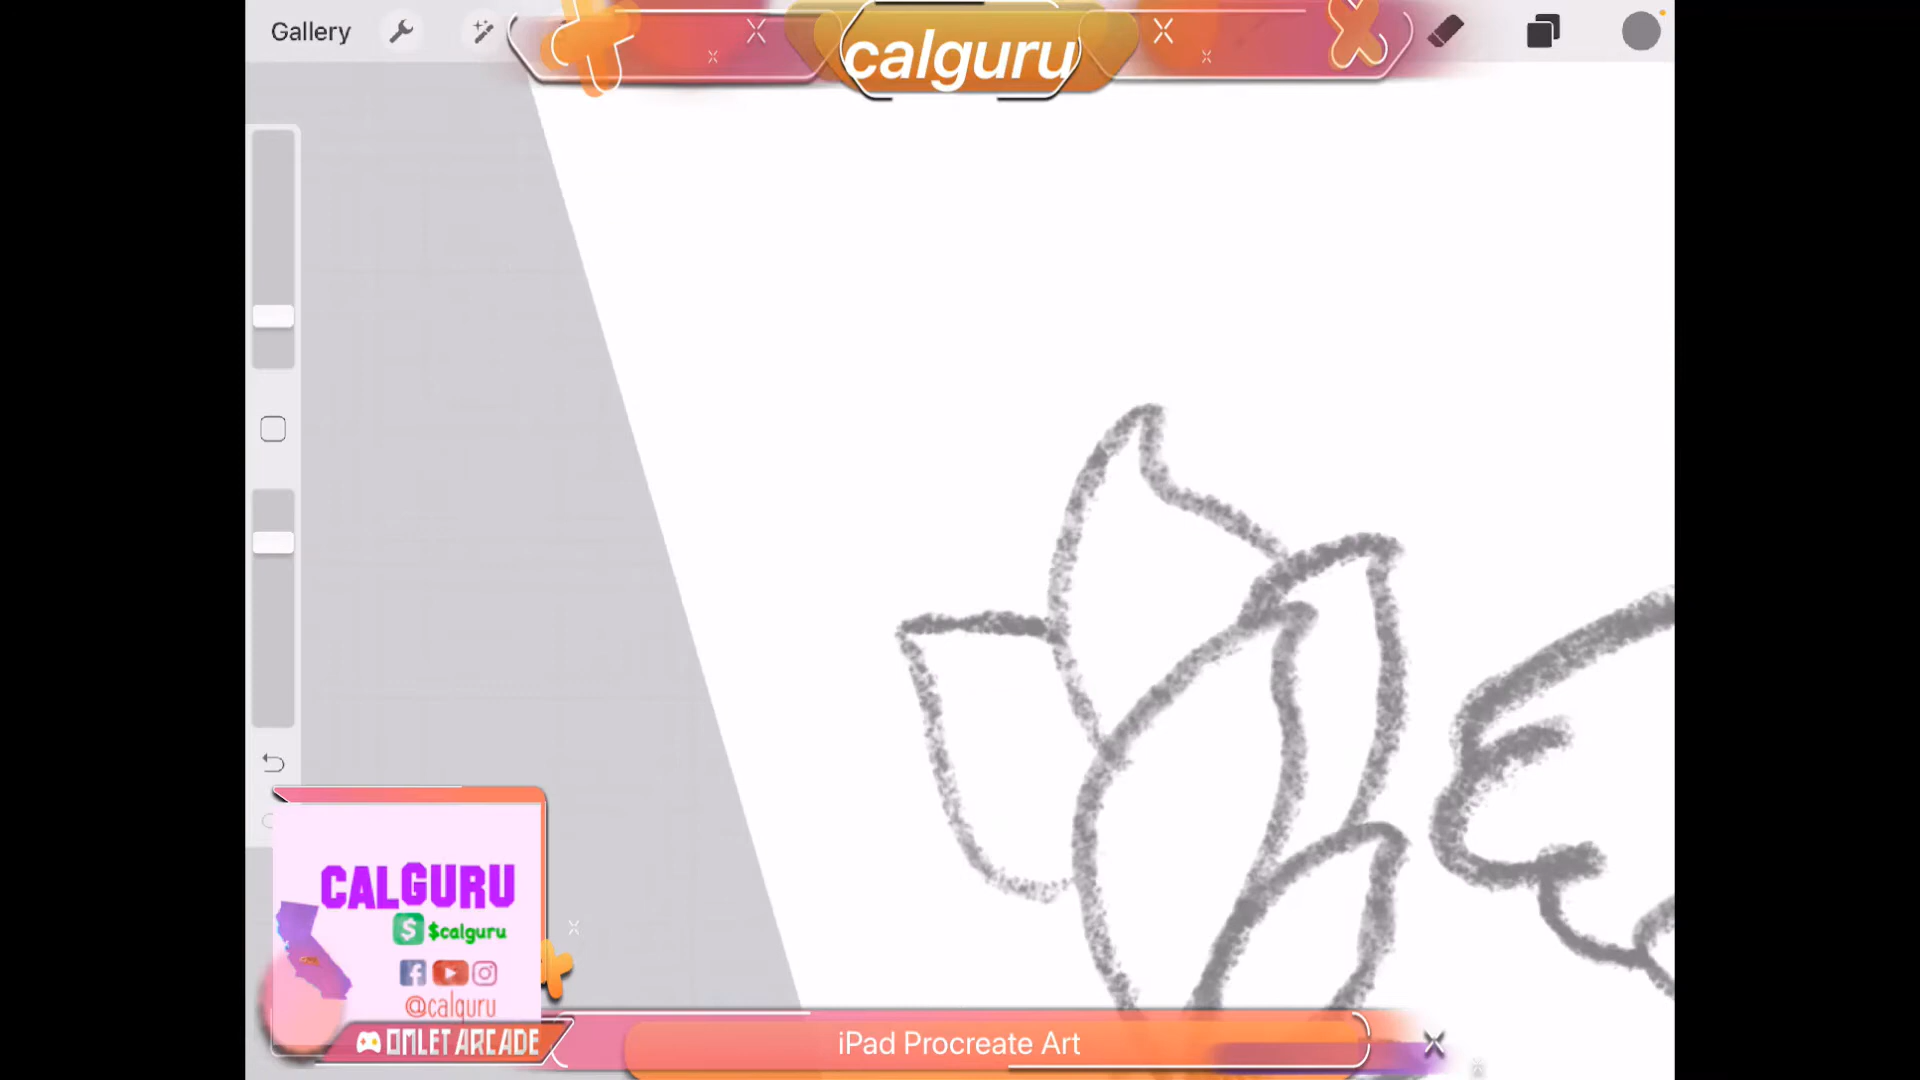 Gallery
calguru
CALGURU
$ $calguru
@calguru
OMLET ARCADE
iPad Procreate Art